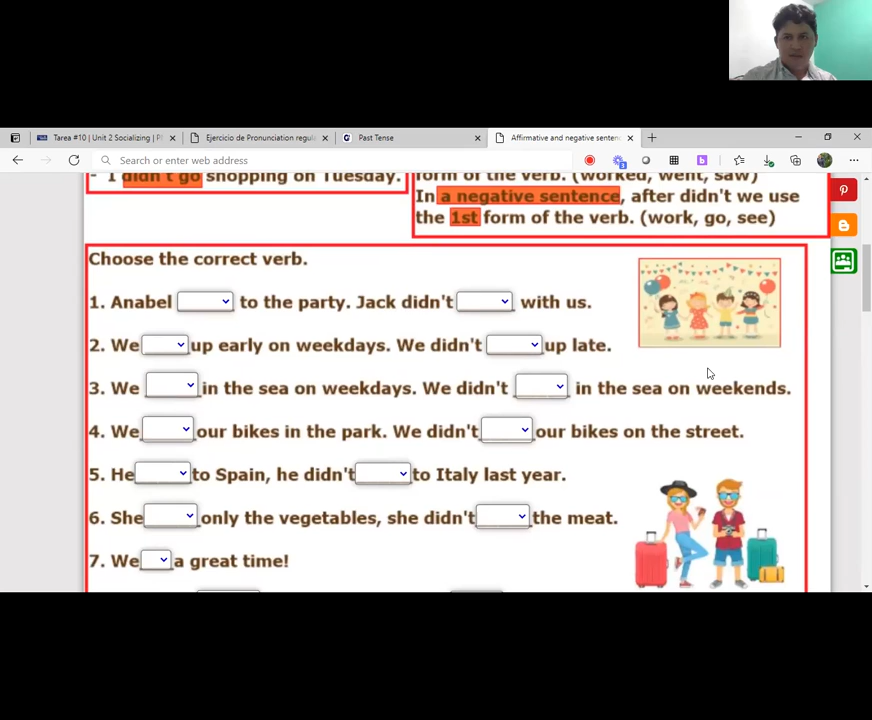 Tarea #10 | Unit 2 Socializing | Pl
Ejercicio de Pronunciation regula
Past Tense
Affirmative and negative senten
Search or enter web address
- I didn't go shopping on Tuesday.
form of the verb. (worked, went, saw)
In a negative sentence, after didn't we use
the 1st form of the verb. (work, go, see)
Choose the correct verb.
1. Anabel to the party. Jack didn't with us.
2. We up early on weekdays. We didn't up late.
3. We in the sea on weekdays. We didn't in the sea on weekends.
4. We our bikes in the park. We didn't our bikes on the street.
5. He to Spain, he didn't to Italy last year.
6. She only the vegetables, she didn't the meat.
7. We a great time!